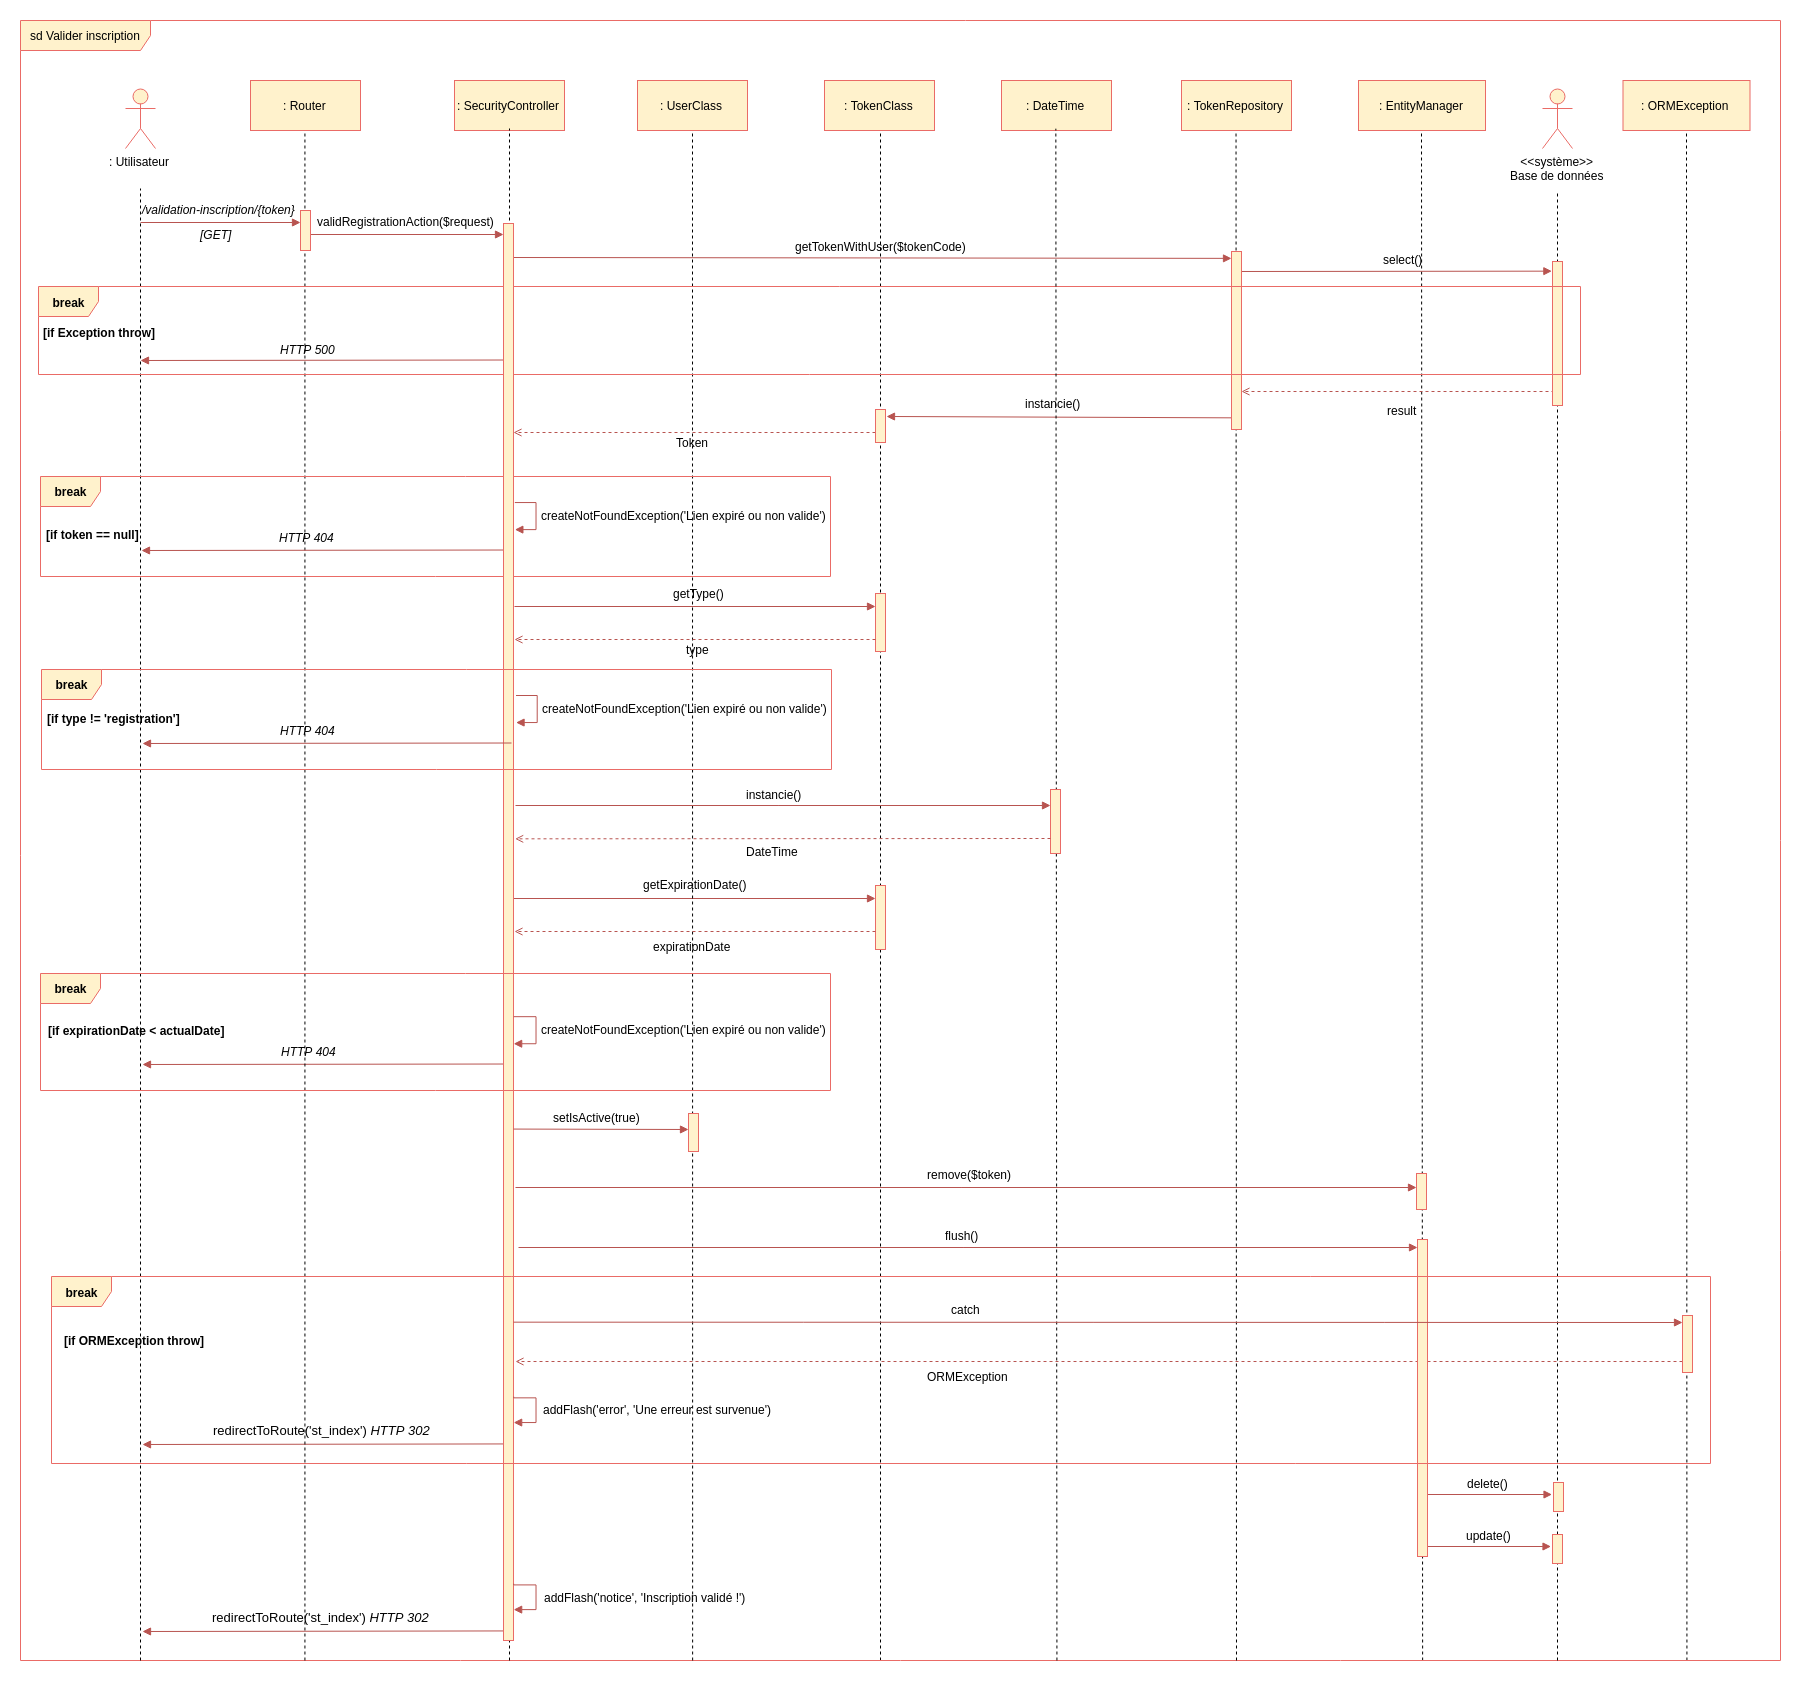 sd Valider inscription
: Utilisateur
: Router
: SecurityController
: UserClass
: TokenClass
: DateTime
: TokenRepository
: EntityManager
<<système>>
Base de données
: ORMException
/validation-inscription/{token}
[GET]
validRegistrationAction($request)
getTokenWithUser($tokenCode)
select()
break
[if Exception throw]
HTTP 500
result
instancie()
Token
break
createNotFoundException('Lien expiré ou non valide')
[if token == null]
HTTP 404
getType()
type
break
createNotFoundException('Lien expiré ou non valide')
[if type != 'registration']
HTTP 404
instancie()
DateTime
getExpirationDate()
expirationDate
break
createNotFoundException('Lien expiré ou non valide')
[if expirationDate < actualDate]
HTTP 404
setIsActive(true)
remove($token)
flush()
break
catch
[if ORMException throw]
ORMException
addFlash('error', 'Une erreur est survenue')
redirectToRoute('st_index') HTTP 302
delete()
update()
addFlash('notice', 'Inscription validé !')
redirectToRoute('st_index') HTTP 302